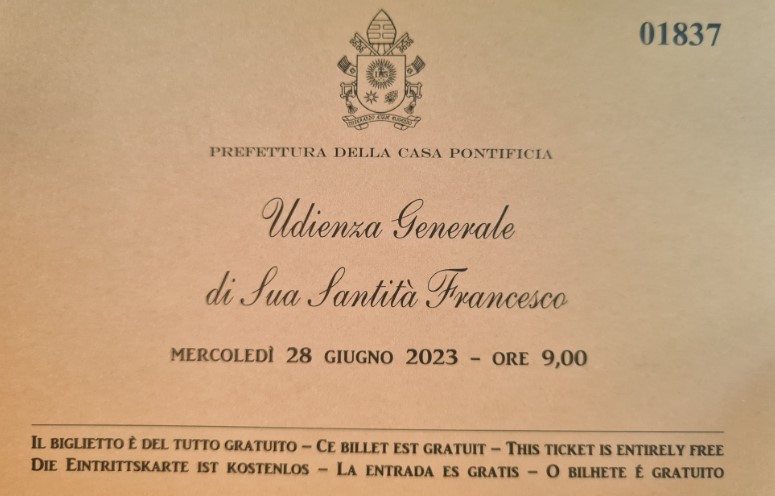 01837
PREFETTURA DELLA CASA PONTIFICIA
Udienza Generale
di Sua Santità Francesco
MERCOLEDÌ 28 GIUGNO 2023 – ORE 9,00
IL BIGLIETTO È DEL TUTTO GRATUITO – CE BILLET EST GRATUIT – THIS TICKET IS ENTIRELY FREE
DIE EINTRITTSKARTE IST KOSTENLOS – LA ENTRADA ES GRATIS – O BILHETE É GRATUITO